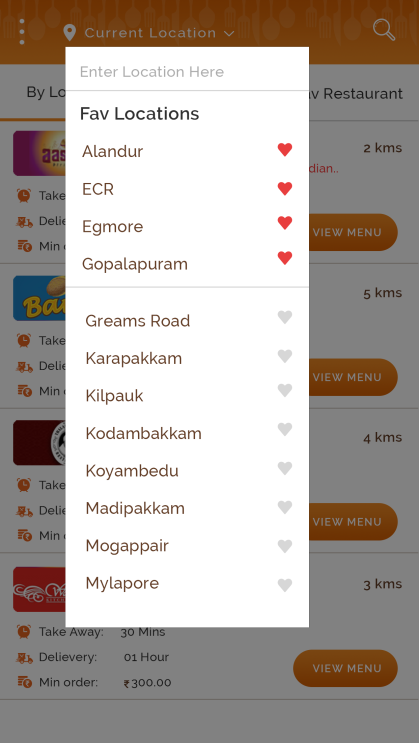 Current Location
Enter Location Here
By Lo
av Restaurant
Fav Locations
Alandur
2 kms
dian..
ECR
Take
Egmore
Delie
VIEW MENU
Min
Gopalapuram
5 kms
Greams Road
Take
Karapakkam
Delie
VIEW MENU
Min
Kilpauk
Kodambakkam
4 kms
Koyambedu
Take
Madipakkam
Delie
VIEW MENU
Min
Mogappair
Mylapore
3 kms
Take Away: 30 Mins
Delievery: 01 Hour
VIEW MENU
Min order: ₹300.00